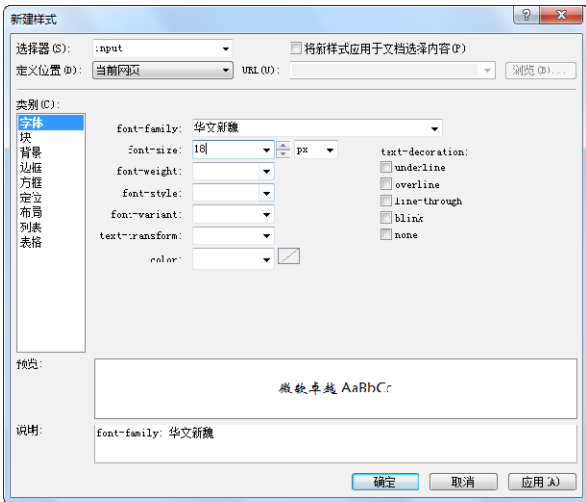 新建样式
选择器(S): input 将新样式应用于文档选择内容(P)
定义位置(D): 当前网页 URL(U): 浏览(B)...
类别(C):
字体
块
背景
边框
方框
定位
布局
列表
表格
font-family: 华文新魏
font-size: 18 px
font-weight:
font-style:
font-variant:
text-transform:
color:
text-decoration:
underline
overline
line-through
blink
none
预览:
微软卓越 AaBbCc
说明:
font-family: 华文新魏
确定 取消 应用(A)